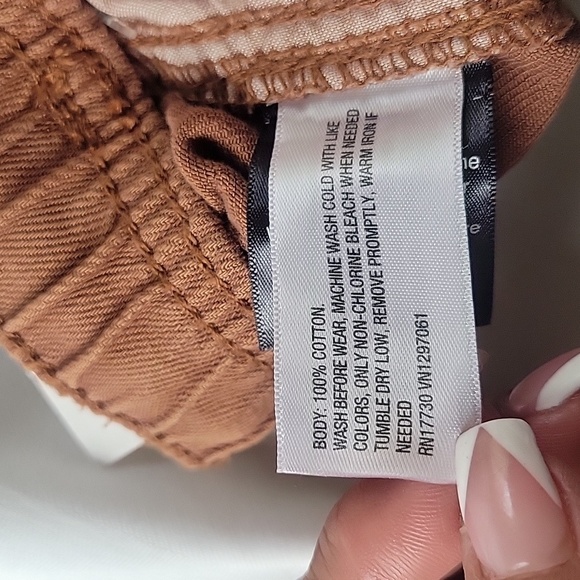 BODY: 100% COTTON.
WASH BEFORE WEAR, MACHINE WASH COLD WITH LIKE
COLORS, ONLY NON-CHLORINE BLEACH WHEN NEEDED
TUMBLE DRY LOW, REMOVE PROMPTLY, WARM IRON IF
NEEDED
RN17730 VN1297061